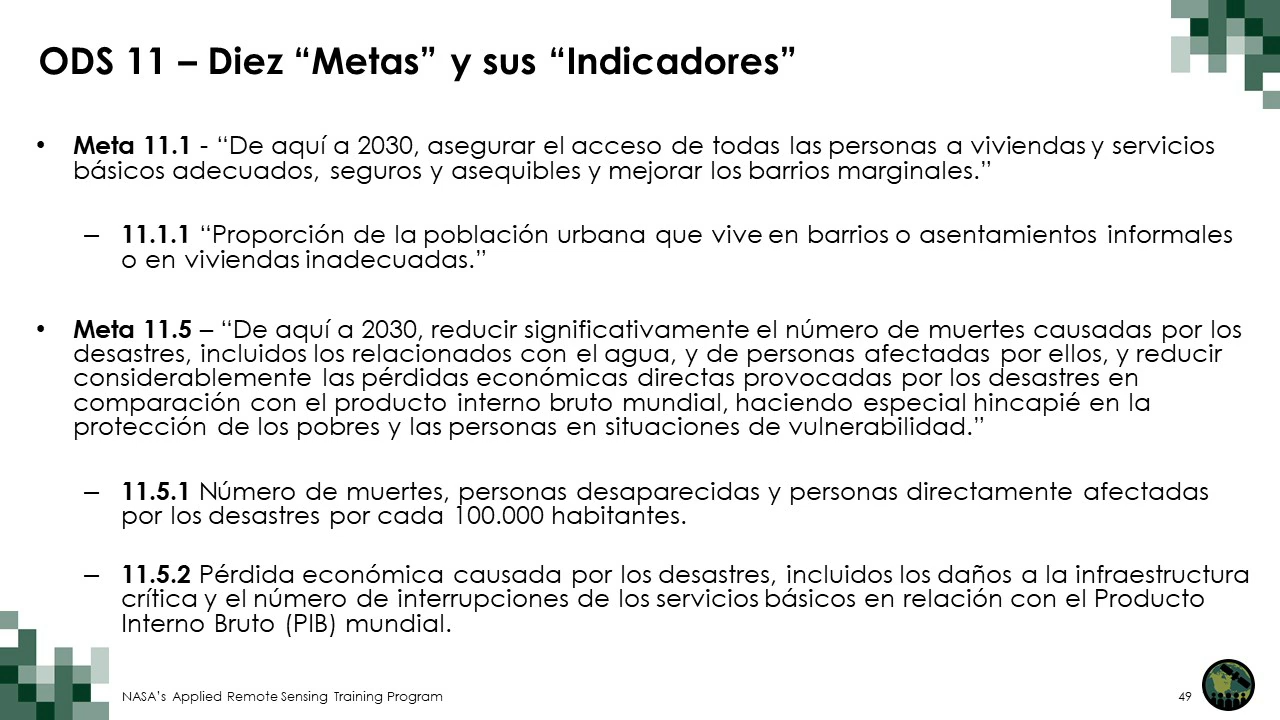 ODS 11 – Diez “Metas” y sus “Indicadores”
• Meta 11.1 - “De aquí a 2030, asegurar el acceso de todas las personas a viviendas y servicios
básicos adecuados, seguros y asequibles y mejorar los barrios marginales.”
– 11.1.1 “Proporción de la población urbana que vive en barrios o asentamientos informales
o en viviendas inadecuadas.”
• Meta 11.5 – “De aquí a 2030, reducir significativamente el número de muertes causadas por los
desastres, incluidos los relacionados con el agua, y de personas afectadas por ellos, y reducir
considerablemente las pérdidas económicas directas provocadas por los desastres en
comparación con el producto interno bruto mundial, haciendo especial hincapié en la
protección de los pobres y las personas en situaciones de vulnerabilidad.”
– 11.5.1 Número de muertes, personas desaparecidas y personas directamente afectadas
por los desastres por cada 100.000 habitantes.
– 11.5.2 Pérdida económica causada por los desastres, incluidos los daños a la infraestructura
crítica y el número de interrupciones de los servicios básicos en relación con el Producto
Interno Bruto (PIB) mundial.
NASA’s Applied Remote Sensing Training Program
49